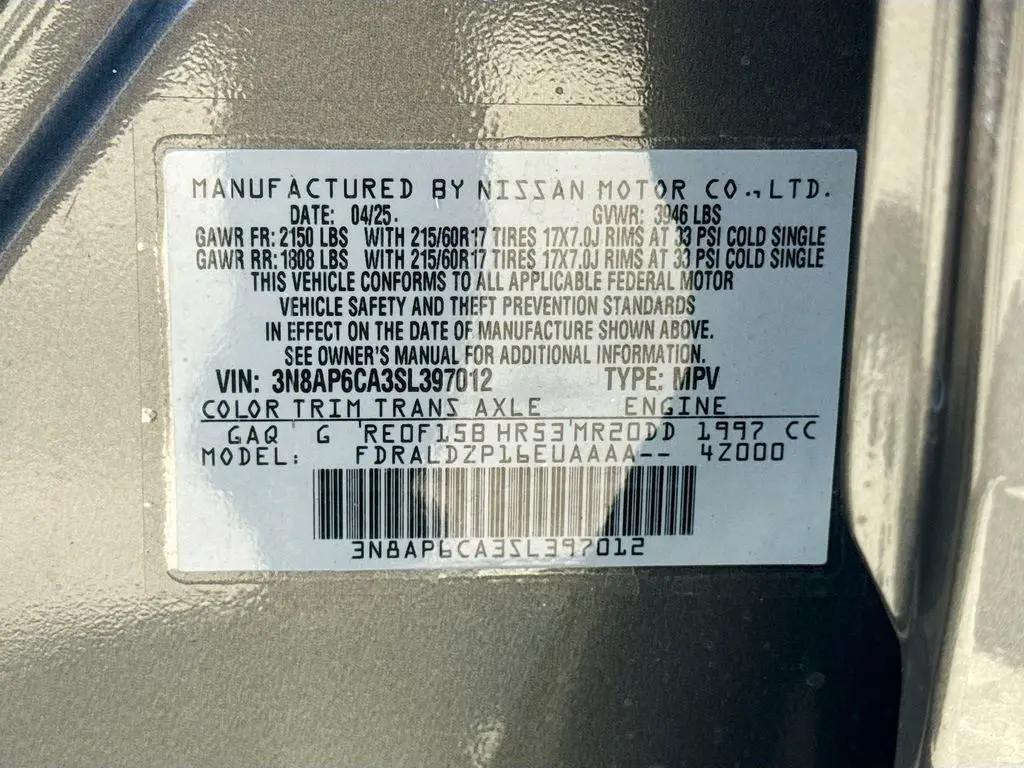 MANUFACTURED BY NISSAN MOTOR CO.,LTD.
DATE: 04/25. GVWR: 3946 LBS
GAWR FR: 2150 LBS WITH 215/60R17 TIRES 17X7.0J RIMS AT 33 PSI COLD SINGLE
GAWR RR: 1808 LBS WITH 215/60R17 TIRES 17X7.0J RIMS AT 33 PSI COLD SINGLE
THIS VEHICLE CONFORMS TO ALL APPLICABLE FEDERAL MOTOR
VEHICLE SAFETY AND THEFT PREVENTION STANDARDS
IN EFFECT ON THE DATE OF MANUFACTURE SHOWN ABOVE.
SEE OWNER'S MANUAL FOR ADDITIONAL INFORMATION.
VIN: 3N8AP6CA3SL397012 TYPE: MPV
COLOR TRIM TRANS AXLE ENGINE
GAQ G RE0F15B HR53 MR20DD 1997 CC
MODEL: FDRALDZP16EUAAAA-- 4Z000
3N8AP6CA3SL397012